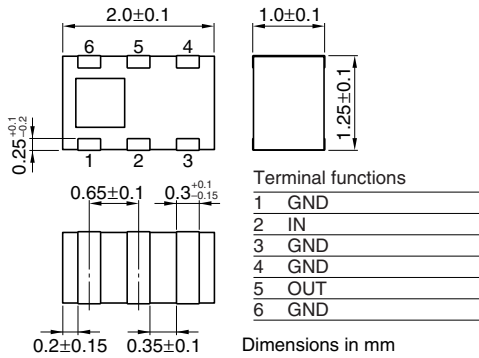 2.0±0.1
1.0±0.1
6 5 4
1.25±0.1
0.25+0.1−0.2
1 2 3
0.65±0.1
0.3+0.1−0.15
Terminal functions
1 GND
2 IN
3 GND
4 GND
5 OUT
6 GND
0.2±0.15
0.35±0.1
Dimensions in mm